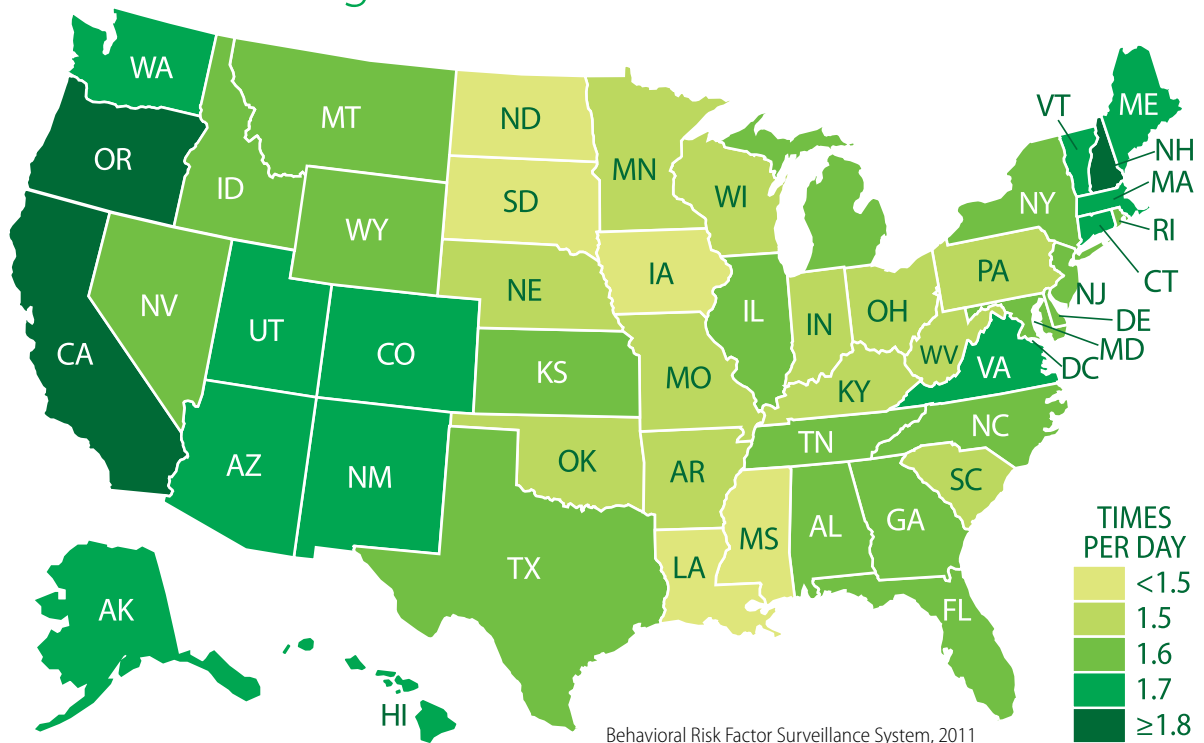 WA
OR
CA
NV
ID
MT
WY
UT
CO
AZ
NM
ND
SD
NE
KS
OK
TX
MN
IA
MO
AR
LA
WI
IL
IN
OH
KY
TN
MS
AL
GA
FL
SC
NC
VA
WV
PA
NY
VT
ME
NH
MA
RI
CT
NJ
DE
MD
DC
AK
HI
TIMES
PER DAY
<1.5
1.5
1.6
1.7
≥1.8
Behavioral Risk Factor Surveillance System, 2011